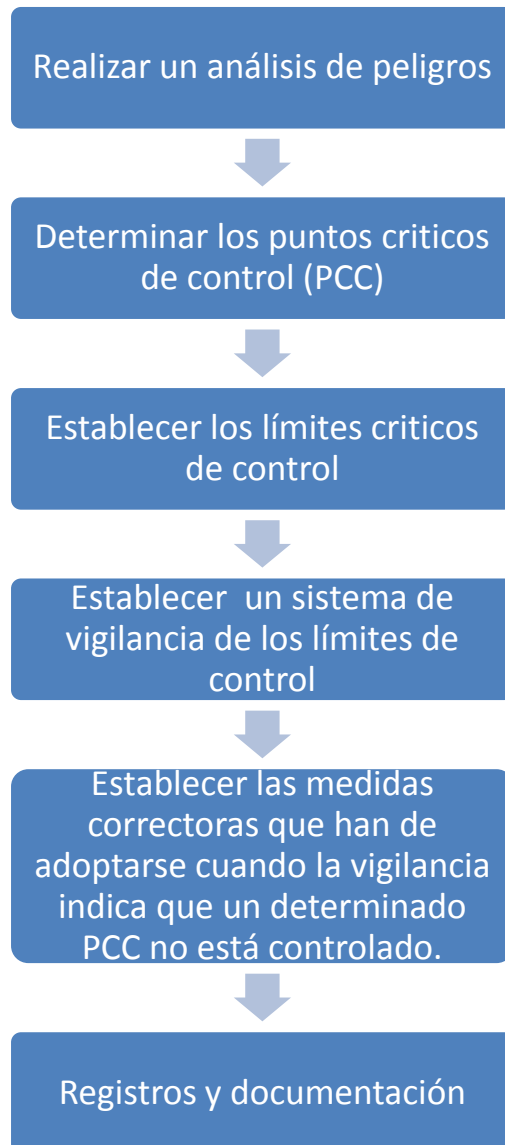 Realizar un análisis de peligros
Determinar los puntos criticos
de control (PCC)
Establecer los límites criticos
de control
Establecer  un sistema de
vigilancia de los límites de
control
Establecer las medidas
correctoras que han de
adoptarse cuando la vigilancia
indica que un determinado
PCC no está controlado.
Registros y documentación